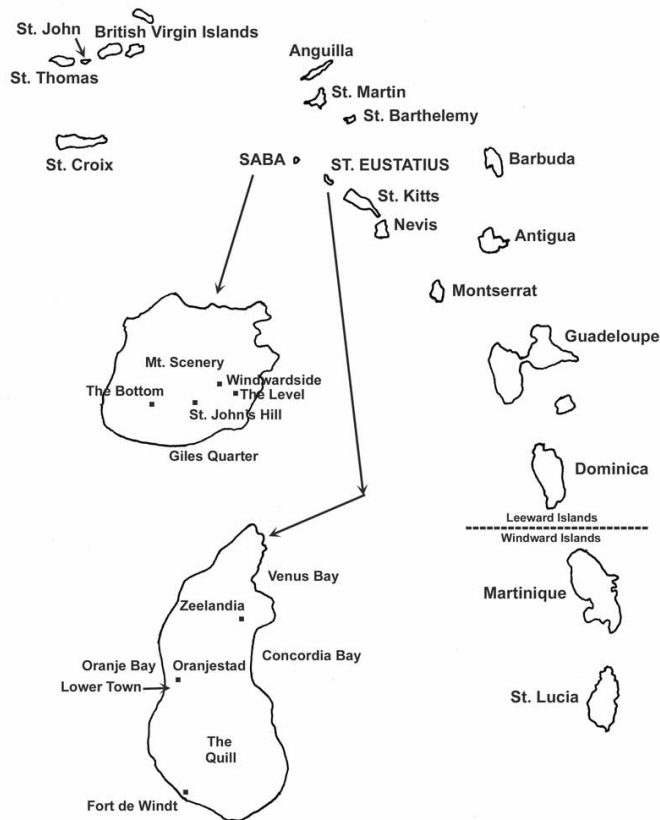 St. John
British Virgin Islands
St. Thomas
Anguilla
St. Martin
St. Barthelemy
St. Croix
SABA
ST. EUSTATIUS
Barbuda
St. Kitts
Nevis
Antigua
Montserrat
Guadeloupe
Mt. Scenery
Windwardside
The Bottom
The Level
St. John's Hill
Giles Quarter
Dominica
Leeward Islands
Windward Islands
Venus Bay
Martinique
Zeelandia
Oranje Bay
Oranjestad
Concordia Bay
Lower Town
St. Lucia
The
Quill
Fort de Windt